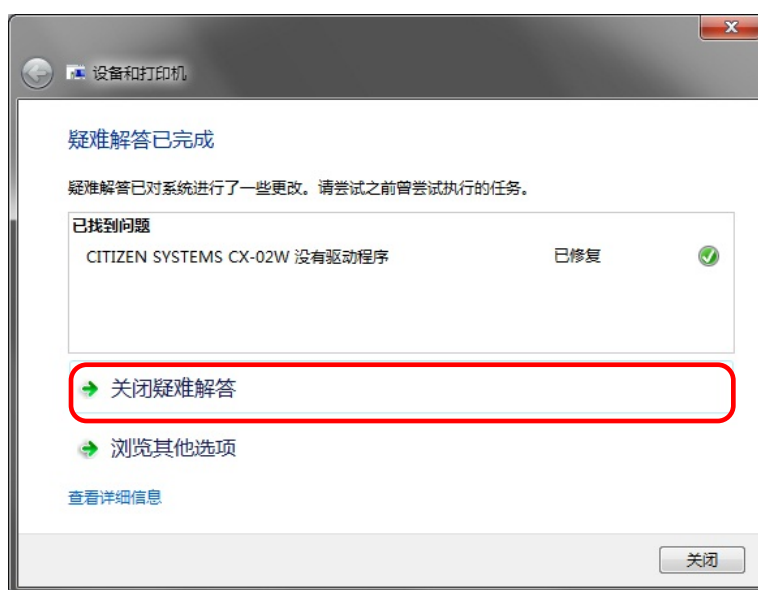 x
设备和打印机
疑难解答已完成
疑难解答已对系统进行了一些更改。请尝试之前曾尝试执行的任务。
已找到问题
CITIZEN SYSTEMS CX-02W 没有驱动程序 已修复
关闭疑难解答
浏览其他选项
查看详细信息
关闭